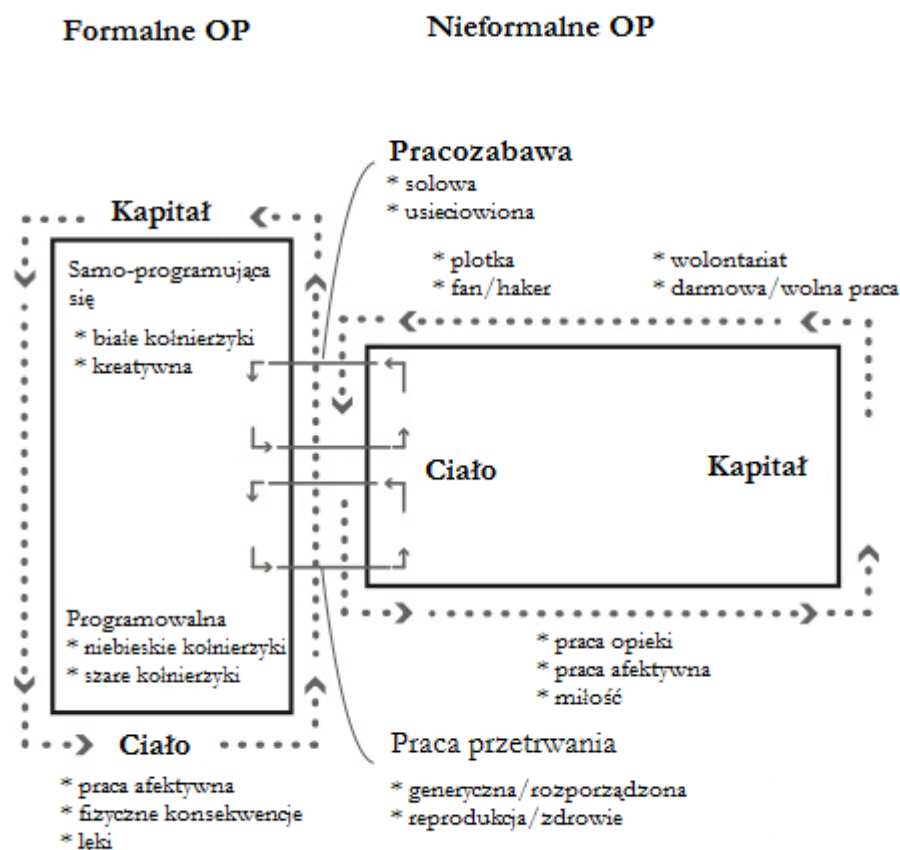 Formalne OP
Nieformalne OP
Pracozabawa
* solowa
* usieciowiona
Kapitał
* plotka
* fan/haker
* wolontariat
* darmowa/wolna praca
Samo-programująca
się
* białe kołnierzyki
* kreatywna
Ciało
Kapitał
Programowalna
* niebieskie kołnierzyki
* szare kołnierzyki
* praca opieki
* praca afektywna
* miłość
Ciało
* praca afektywna
* fizyczne konsekwencje
* leki
Praca przetrwania
* generyczna/rozporządzona
* reprodukcja/zdrowie